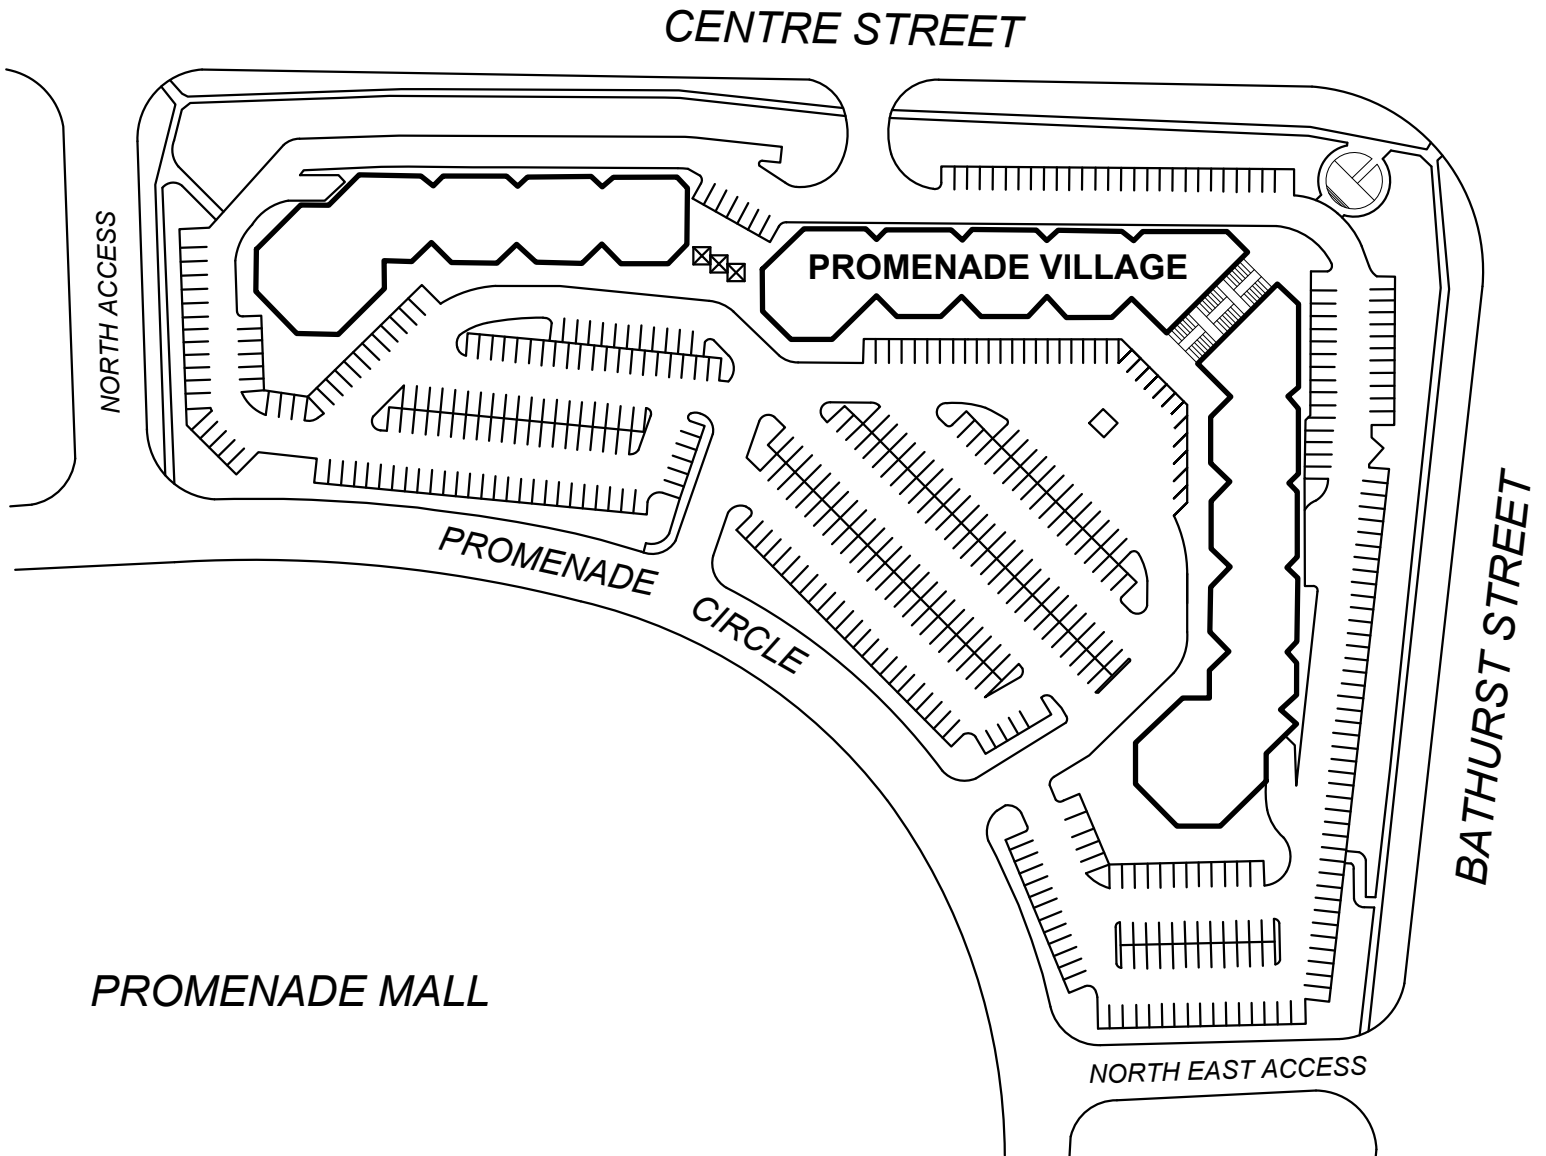 CENTRE STREET
NORTH ACCESS
PROMENADE VILLAGE
PROMENADE CIRCLE
BATHURST STREET
PROMENADE MALL
NORTH EAST ACCESS